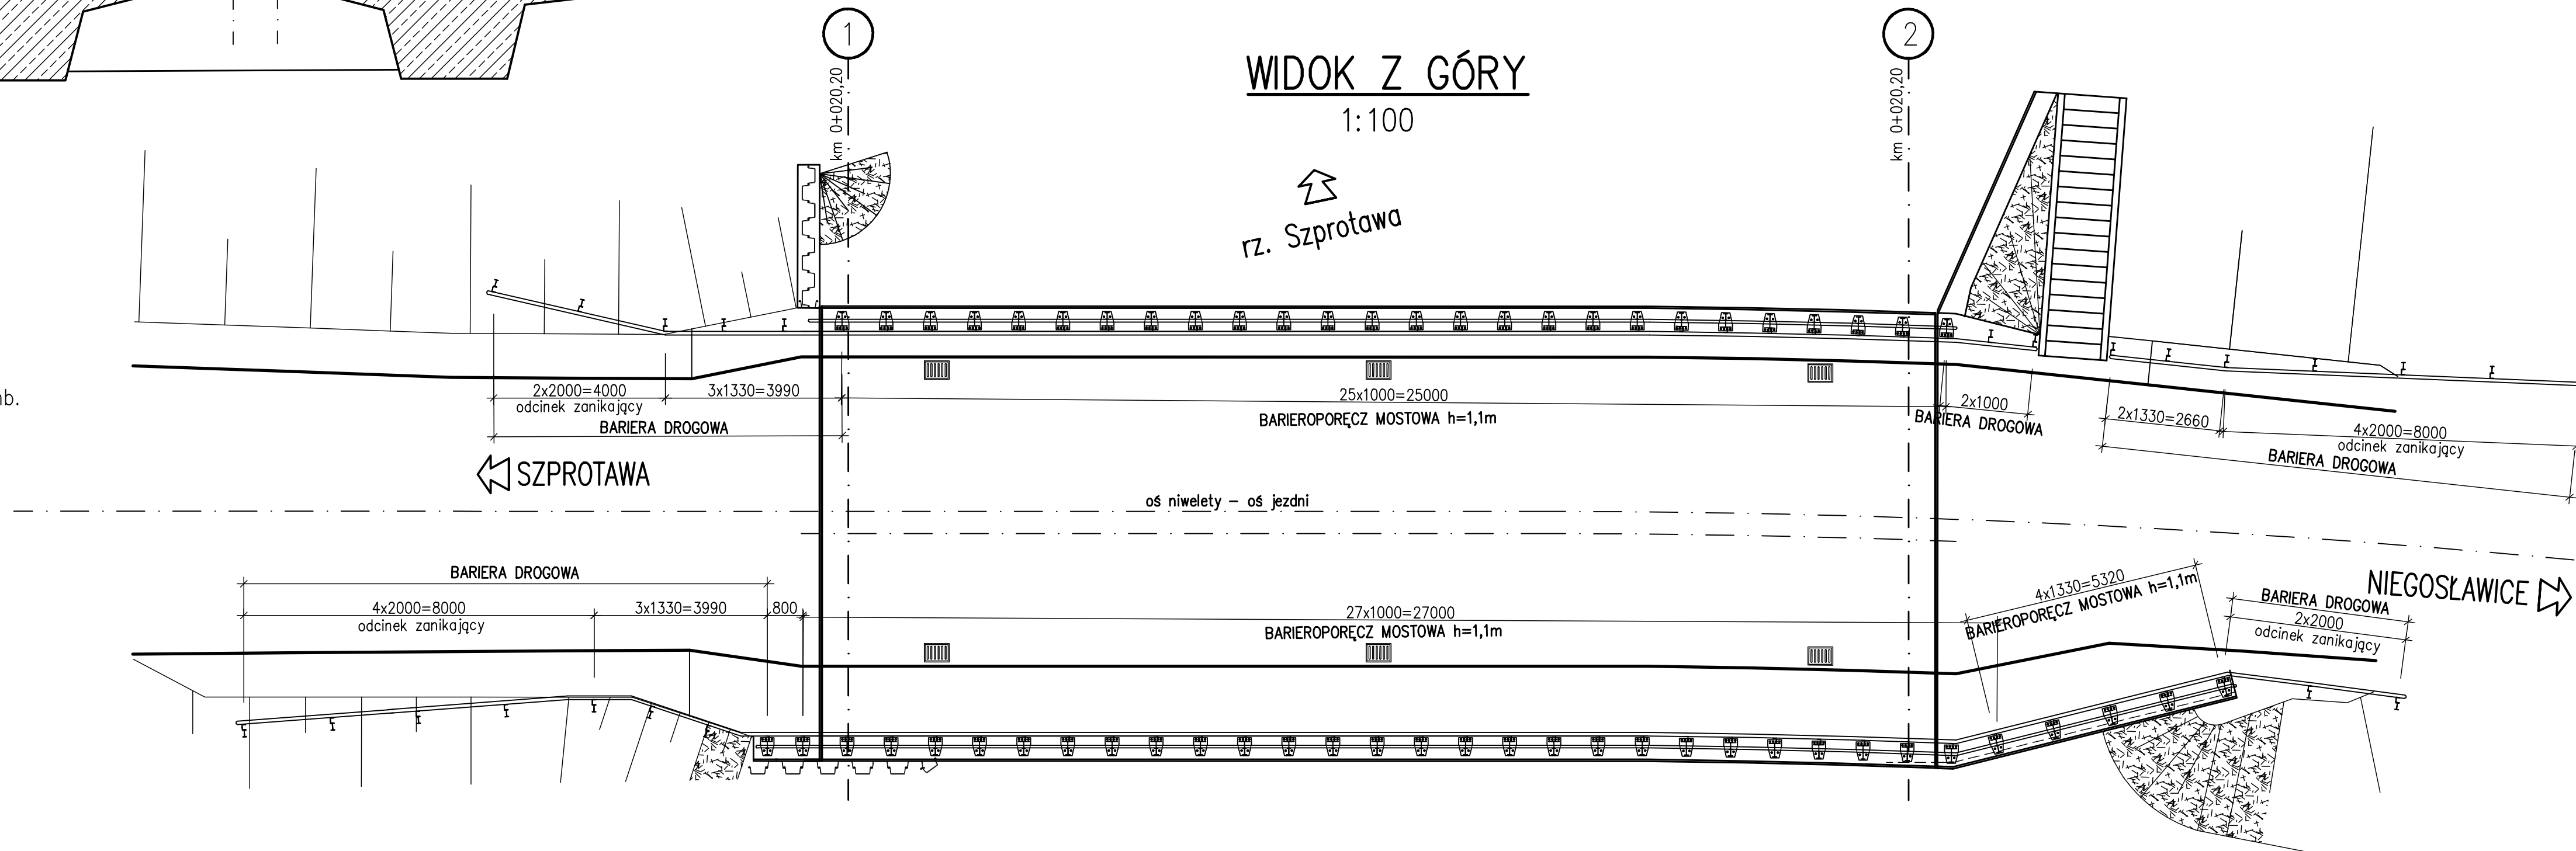 1
2
km 0+020,20
km 0+020,20
WIDOK Z GÓRY
1:100
rz. Szprotawa
2x2000=4000
odcinek zanikający
3x1330=3990
BARIERA DROGOWA
25x1000=25000
BARIEROPORĘCZ MOSTOWA h=1,1m
2x1000
BARIERA DROGOWA
2x1330=2660
4x2000=8000
odcinek zanikający
BARIERA DROGOWA
SZPROTAWA
oś niwelety – oś jezdni
NIEGOSŁAWICE
BARIERA DROGOWA
4x2000=8000
odcinek zanikający
3x1330=3990
800
27x1000=27000
BARIEROPORĘCZ MOSTOWA h=1,1m
4x1330=5320
BARIEROPORĘCZ MOSTOWA h=1,1m
BARIERA DROGOWA
2x2000
odcinek zanikający